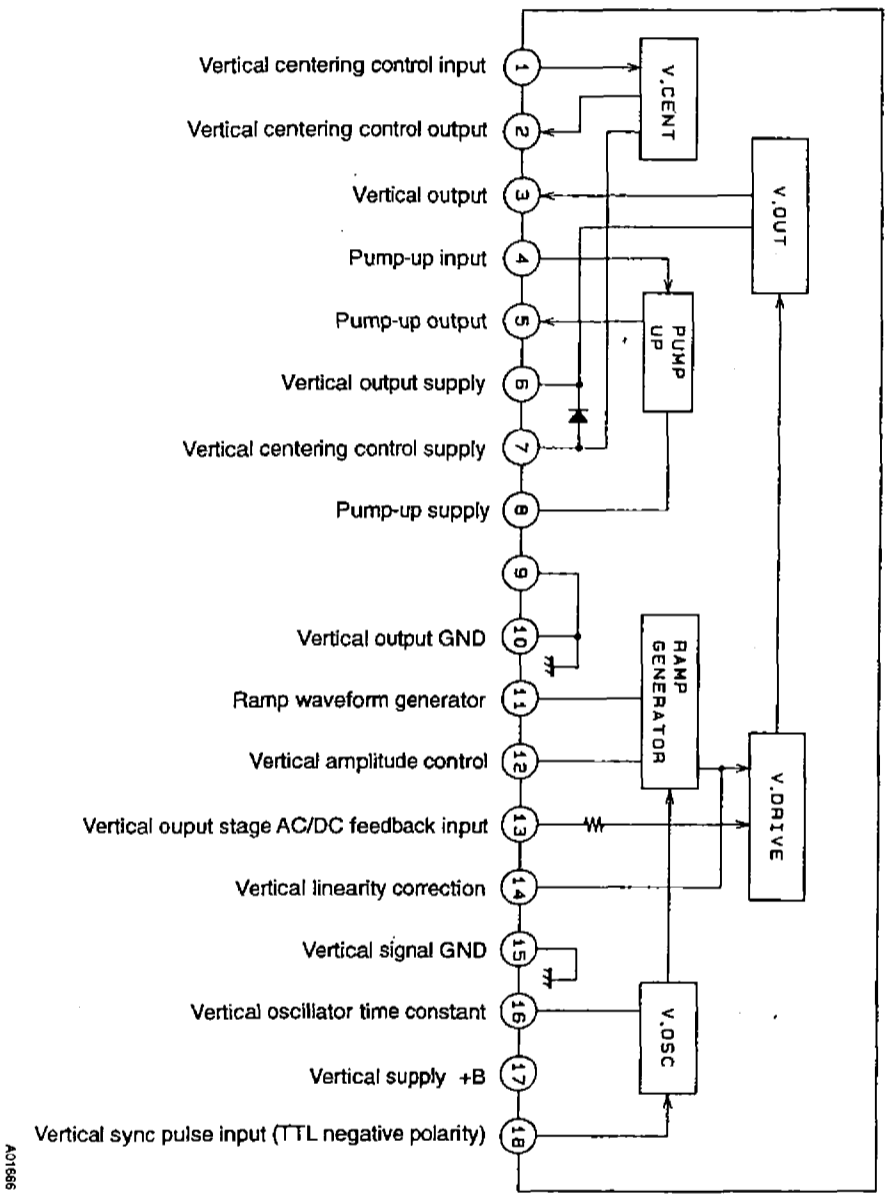 Vertical centering control input 1
Vertical centering control output 2
Vertical output 3
Pump-up input 4
Pump-up output 5
Vertical output supply 6
Vertical centering control supply 7
Pump-up supply 8
9
Vertical output GND 10
Ramp waveform generator 11
Vertical amplitude control 12
Vertical ouput stage AC/DC feedback input 13
Vertical linearity correction 14
Vertical signal GND 15
Vertical oscillator time constant 16
Vertical supply +B 17
Vertical sync pulse input (TTL negative polarity) 18
V.CENT
V.OUT
PUMP
UP
RAMP
GENERATOR
V.DRIVE
V.OSC
A01666